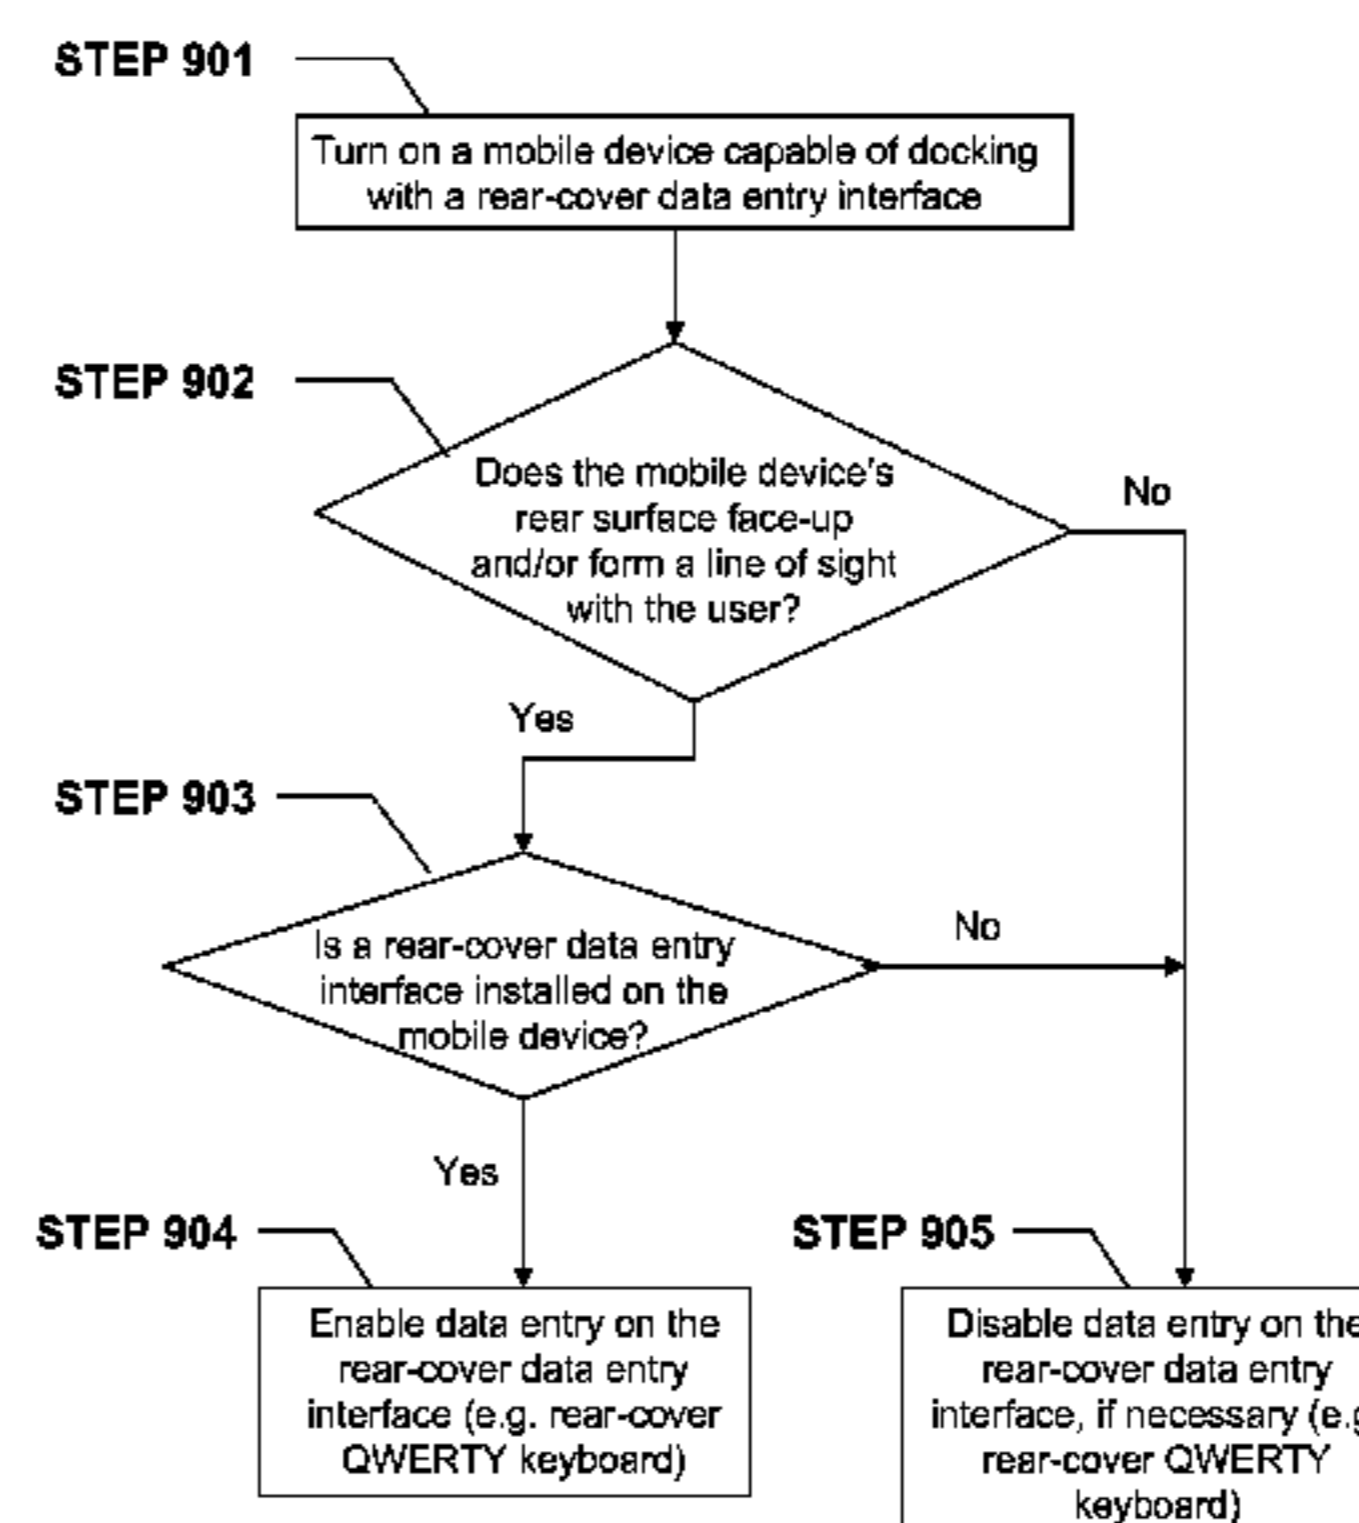 STEP 901
Turn on a mobile device capable of docking
with a rear-cover data entry interface
STEP 902
Does the mobile device's
rear surface face-up
and/or form a line of sight
with the user?
No
Yes
STEP 903
Is a rear-cover data entry
interface installed on the
mobile device?
No
Yes
STEP 904
Enable data entry on the
rear-cover data entry
interface (e.g. rear-cover
QWERTY keyboard)
STEP 905
Disable data entry on the
rear-cover data entry
interface, if necessary (e.g
rear-cover QWERTY
keyboard)